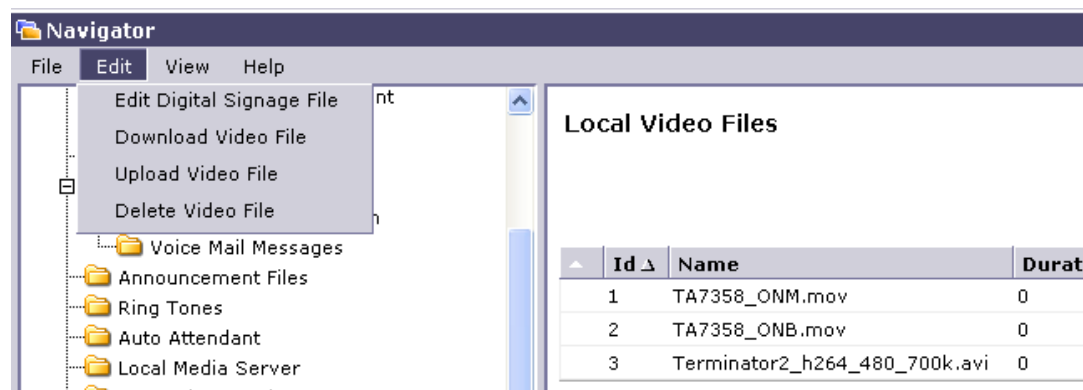 Navigator
File Edit View Help
Edit Digital Signage File
Download Video File
Upload Video File
Delete Video File
nt
Voice Mail Messages
Announcement Files
Ring Tones
Auto Attendant
Local Media Server
Local Video Files
Id Name Durat
1 TA7358_ONM.mov 0
2 TA7358_ONB.mov 0
3 Terminator2_h264_480_700k.avi 0